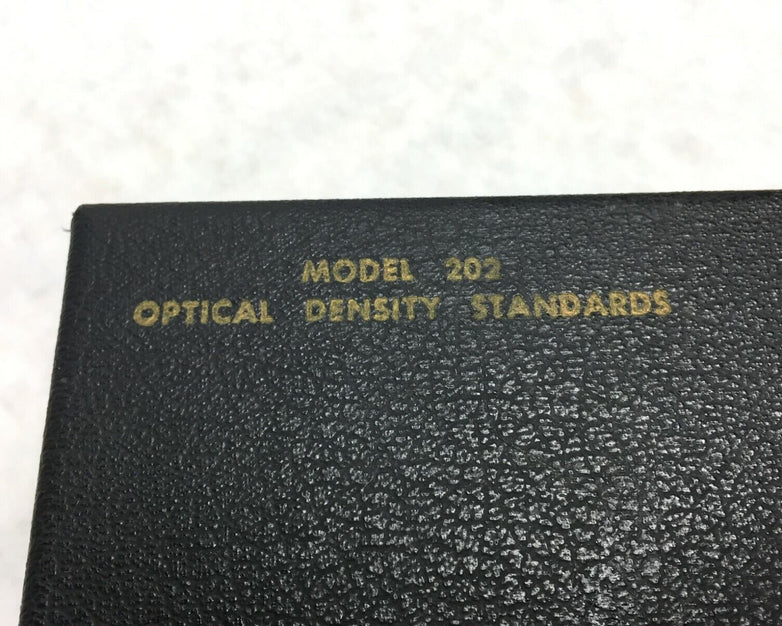 MODEL 202
OPTICAL DENSITY STANDARDS